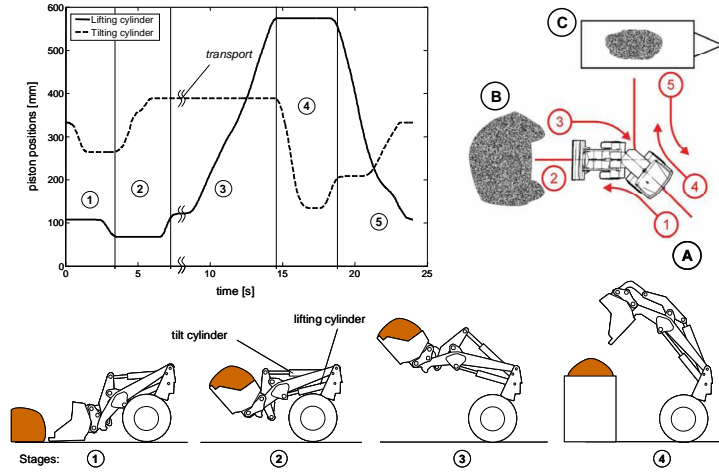 600
500
400
300
200
100
0
piston positions [mm]
Lifting cylinder
Tilting cylinder
transport
1
2
3
4
5
0
5
10
15
20
25
time [s]
C
B
A
3
2
1
5
4
tilt cylinder
lifting cylinder
Stages: 1 2 3 4